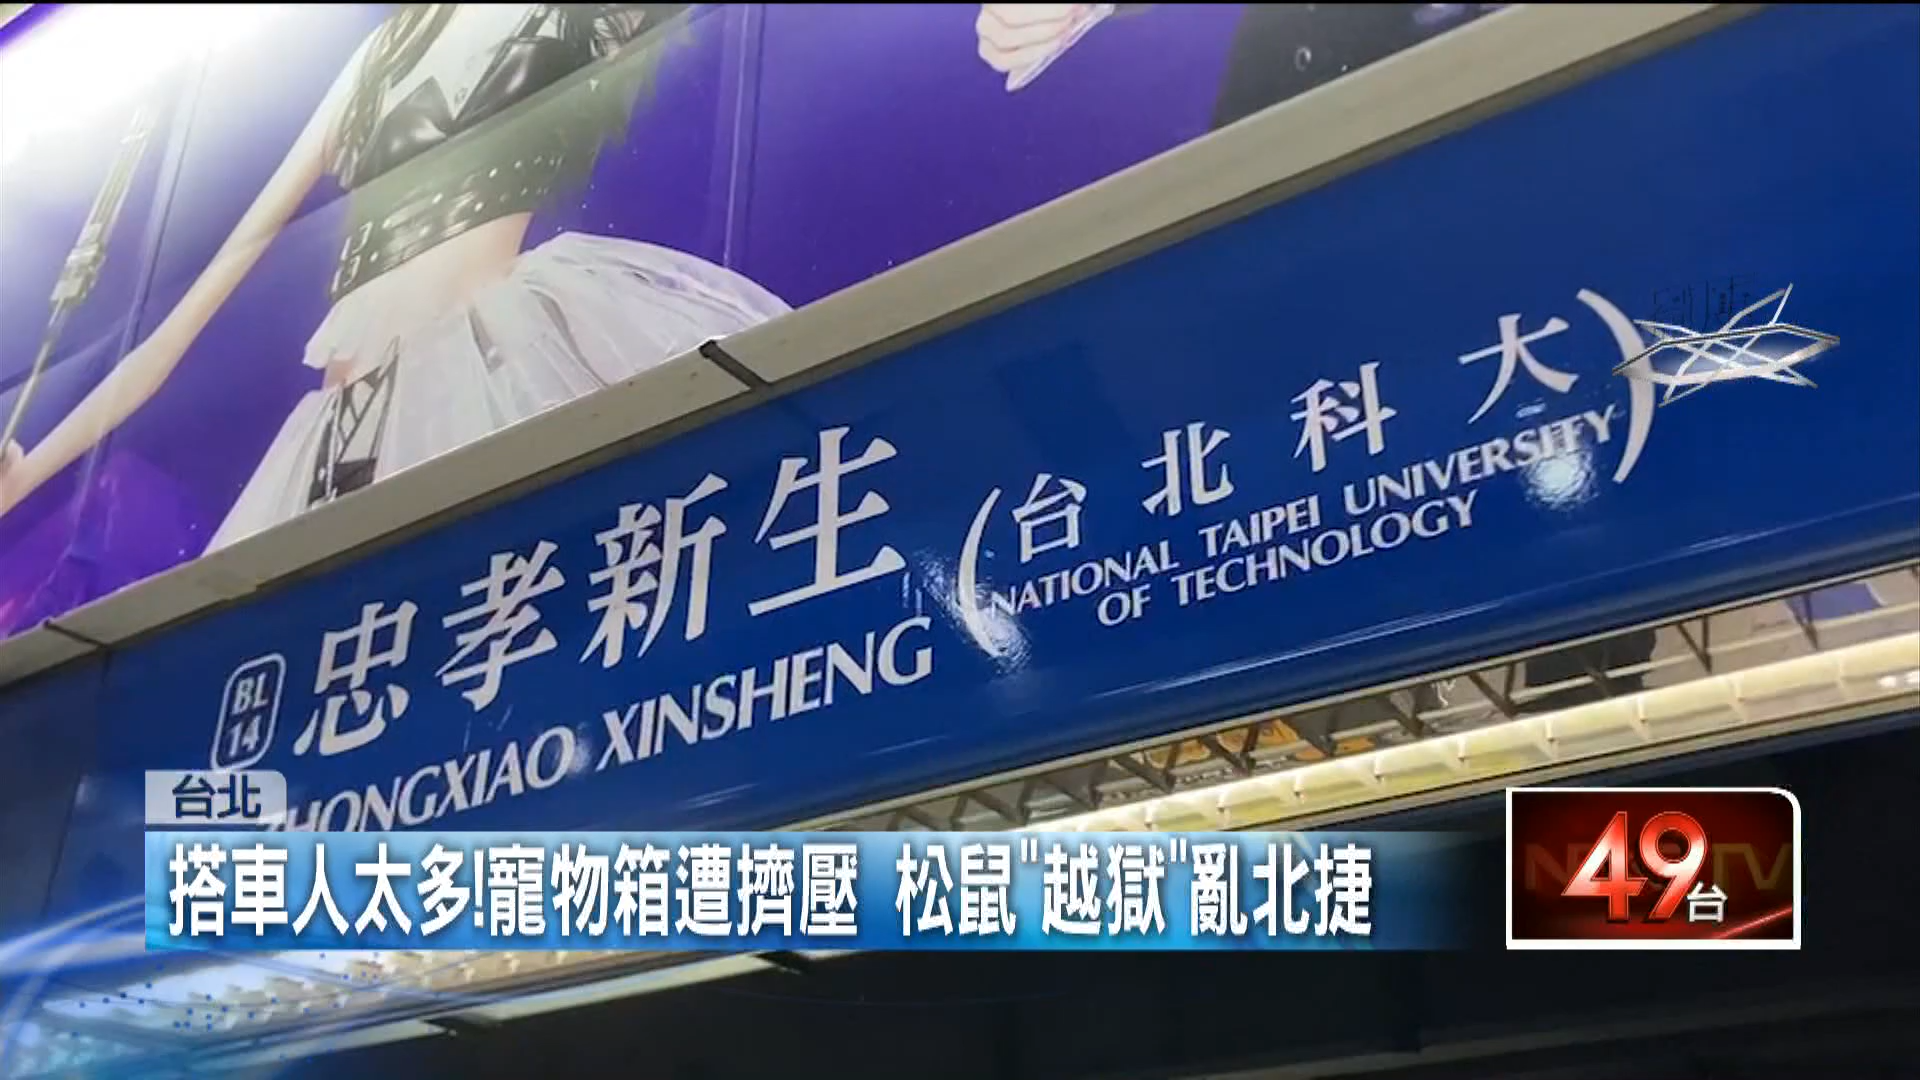 BL
14
忠孝新生
ZHONGXIAO XINSHENG
(台北科大)
NATIONAL TAIPEI UNIVERSITY
OF TECHNOLOGY
台北
搭車人太多!寵物箱遭擠壓 松鼠"越獄"亂北捷
49台